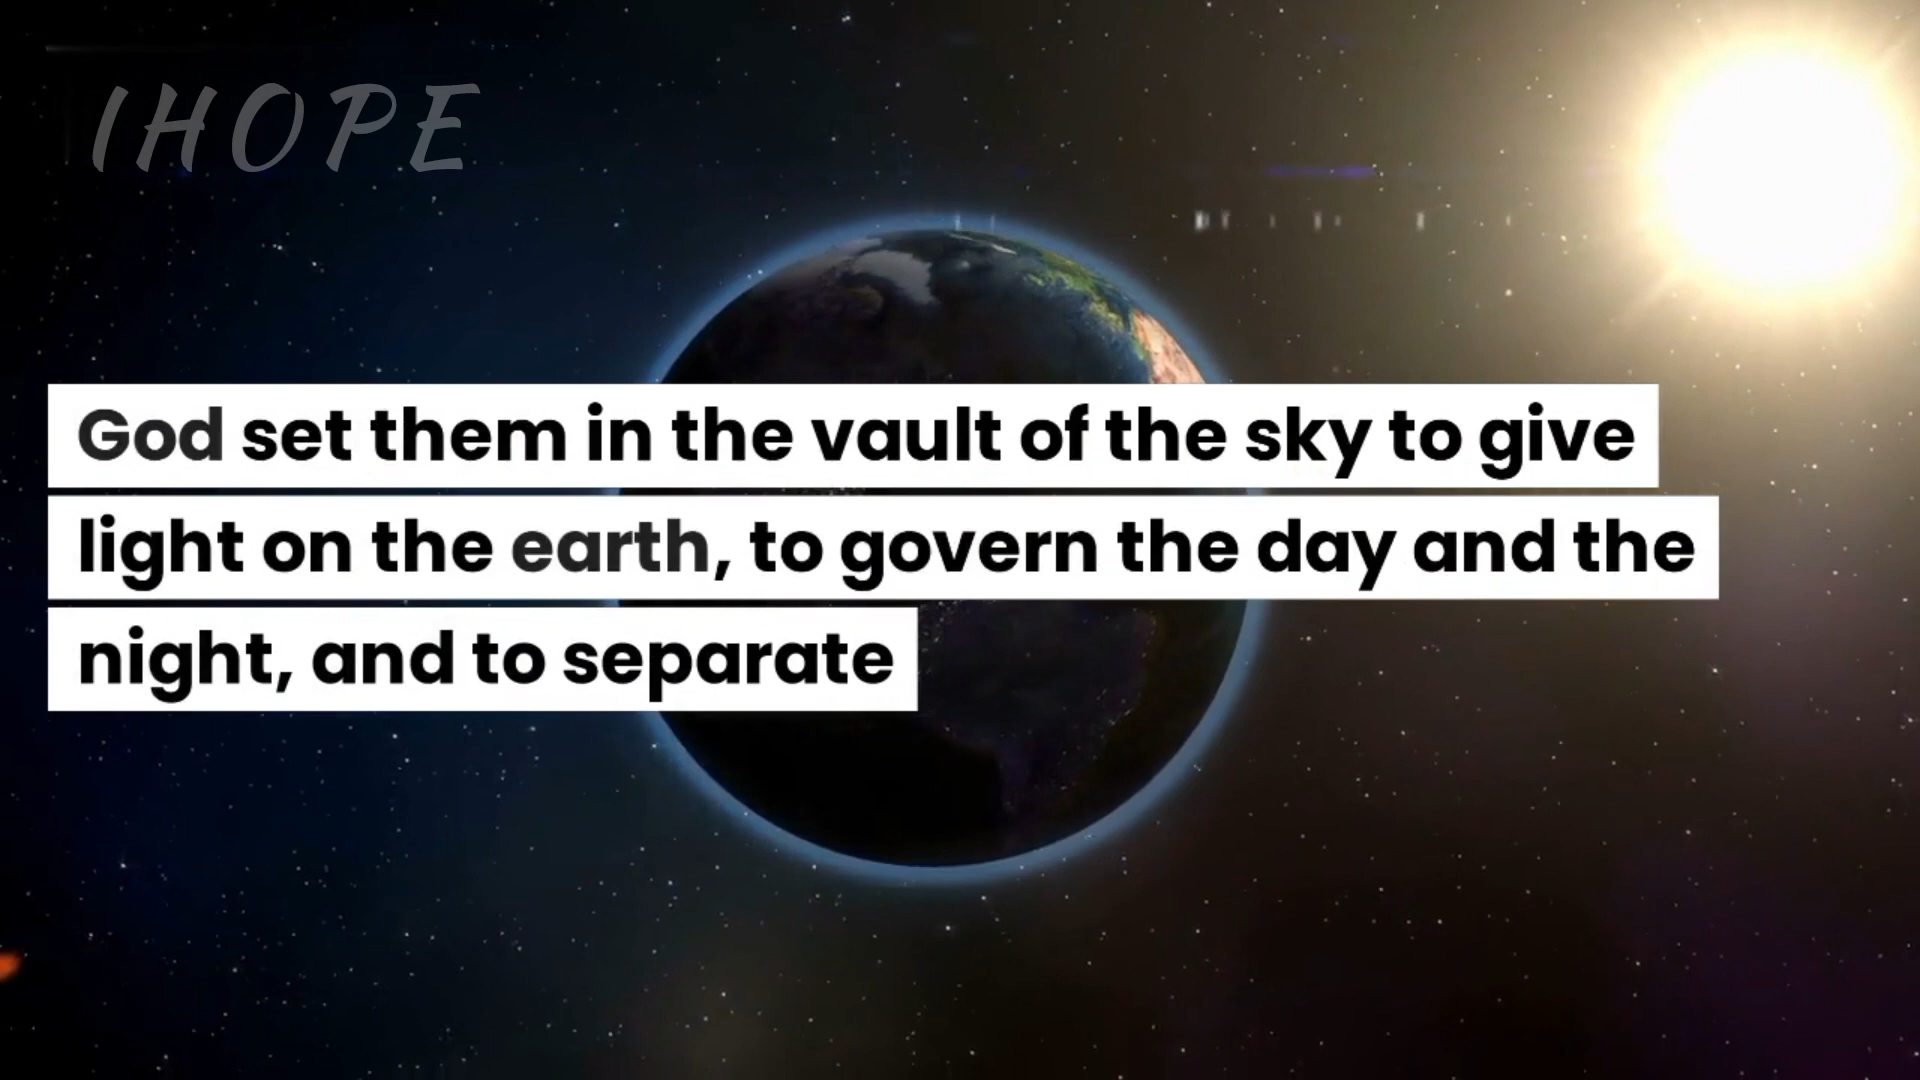 IHOPE
God set them in the vault of the sky to give
light on the earth, to govern the day and the
night, and to separate